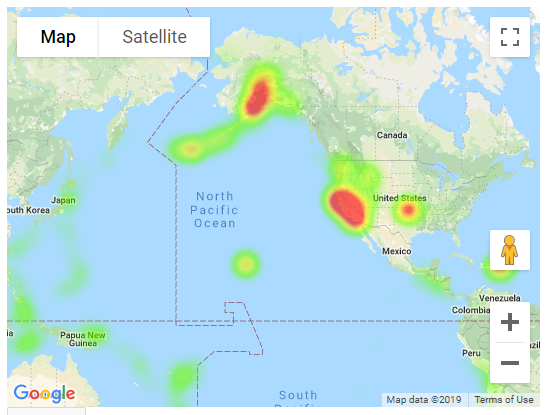 Map Satellite
Canada
United States
Japan
outh Korea
North
Pacific
Ocean
Mexico
Venezuela
Colombia
ia
Papua New
Guinea
Peru
South
Google
Map data ©2019 Terms of Use